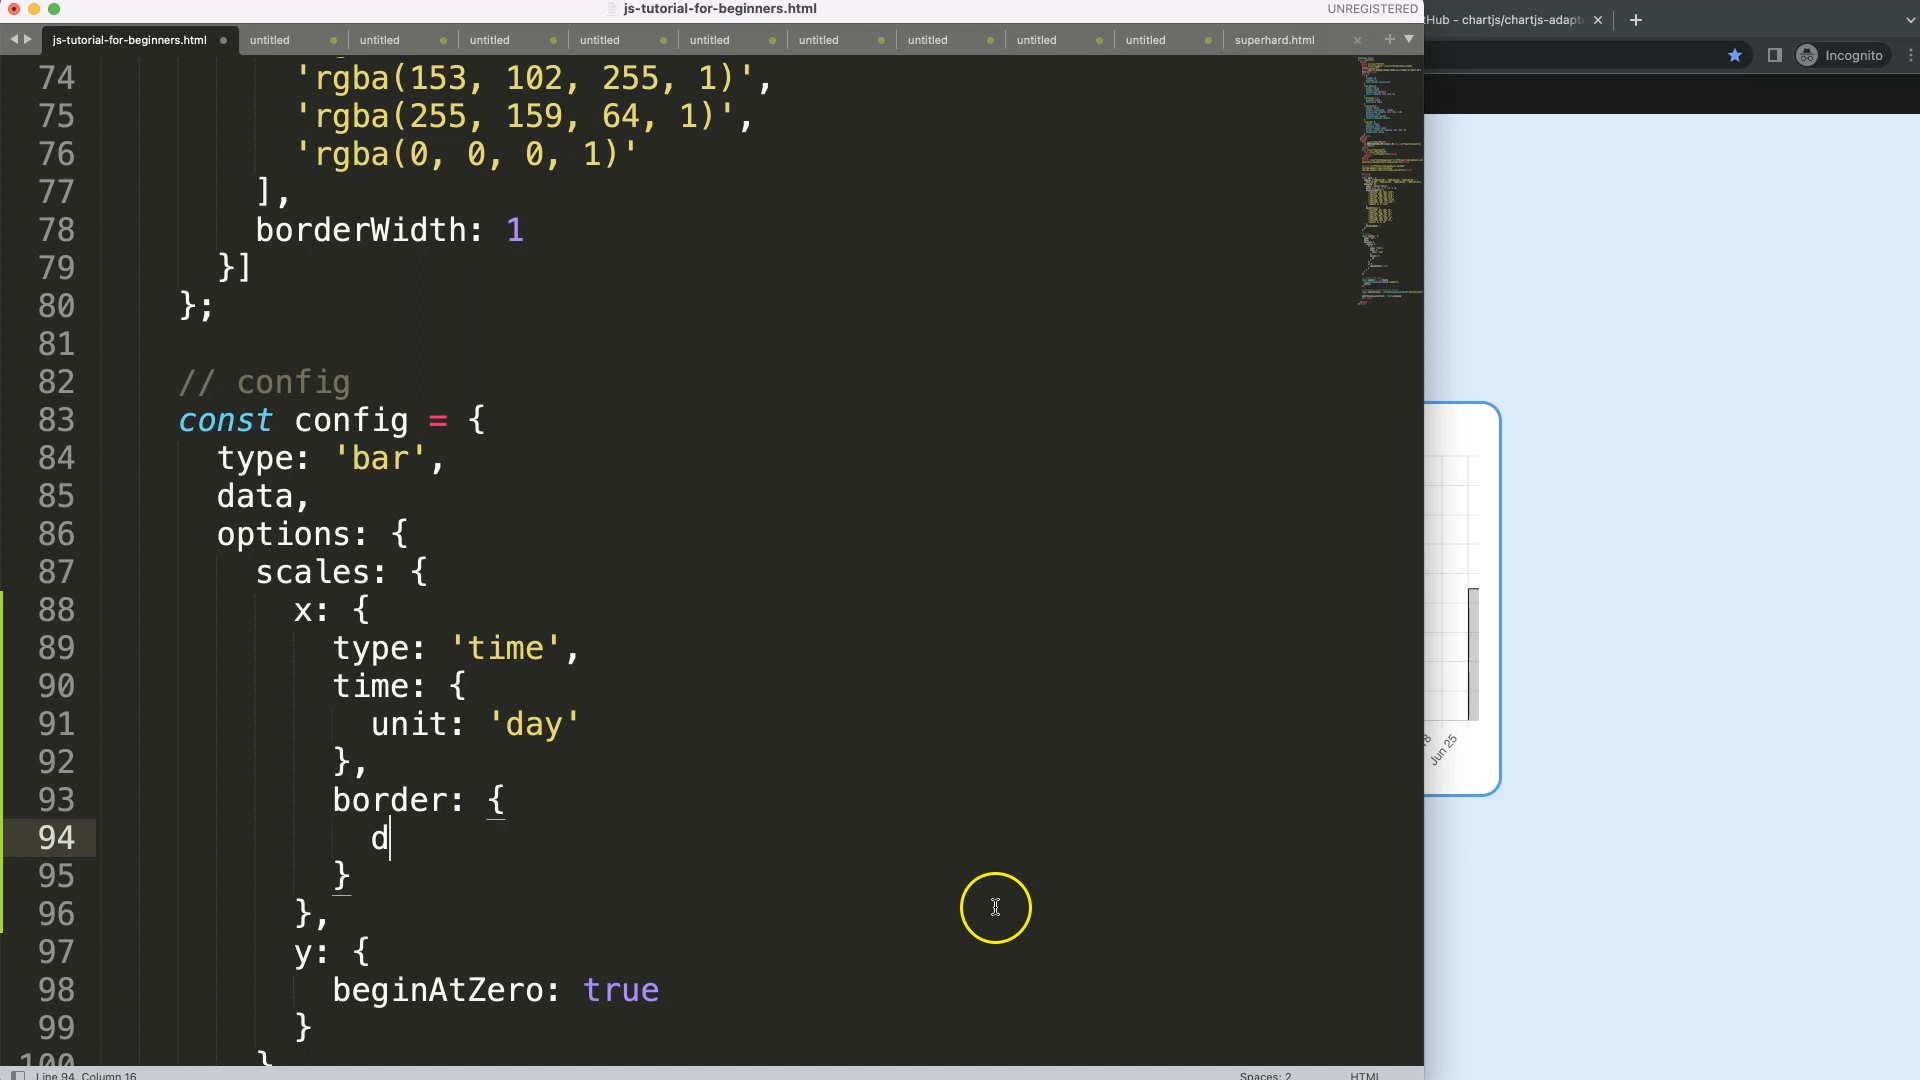 js-tutorial-for-beginners.html
UNREGISTERED
js-tutorial-for-beginners.html untitled untitled untitled untitled untitled untitled untitled untitled untitled superhard.html
Hub - chartjs/chartjs-adapt
Incognito
74 'rgba(153, 102, 255, 1)',
75 'rgba(255, 159, 64, 1)',
76 'rgba(0, 0, 0, 1)'
77 ],
78 borderWidth: 1
79 }]
80 };
81
82 // config
83 const config = {
84 type: 'bar',
85 data,
86 options: {
87 scales: {
88 x: {
89 type: 'time',
90 time: {
91 unit: 'day'
92 },
93 border: {
94 d
95 }
96 },
97 y: {
98 beginAtZero: true
99 }
100 }
Jun 25
Line 94, Column 16
Spaces: 2
HTML